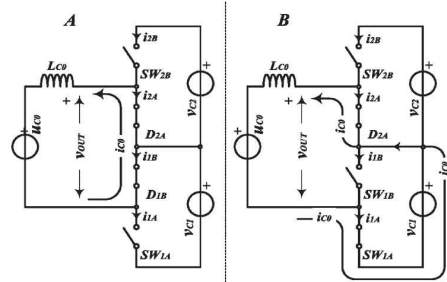 A
B
i2B
i2B
LC0
SW2B
LC0
SW2B
i2A
i2A
vC2
vC2
uC0
vOUT
iC0
D2A
uC0
vOUT
iC0
D2A
i1B
i1B
iC0
D1B
SW1B
i1A
iC0
i1A
vC1
vC1
SW1A
SW1A